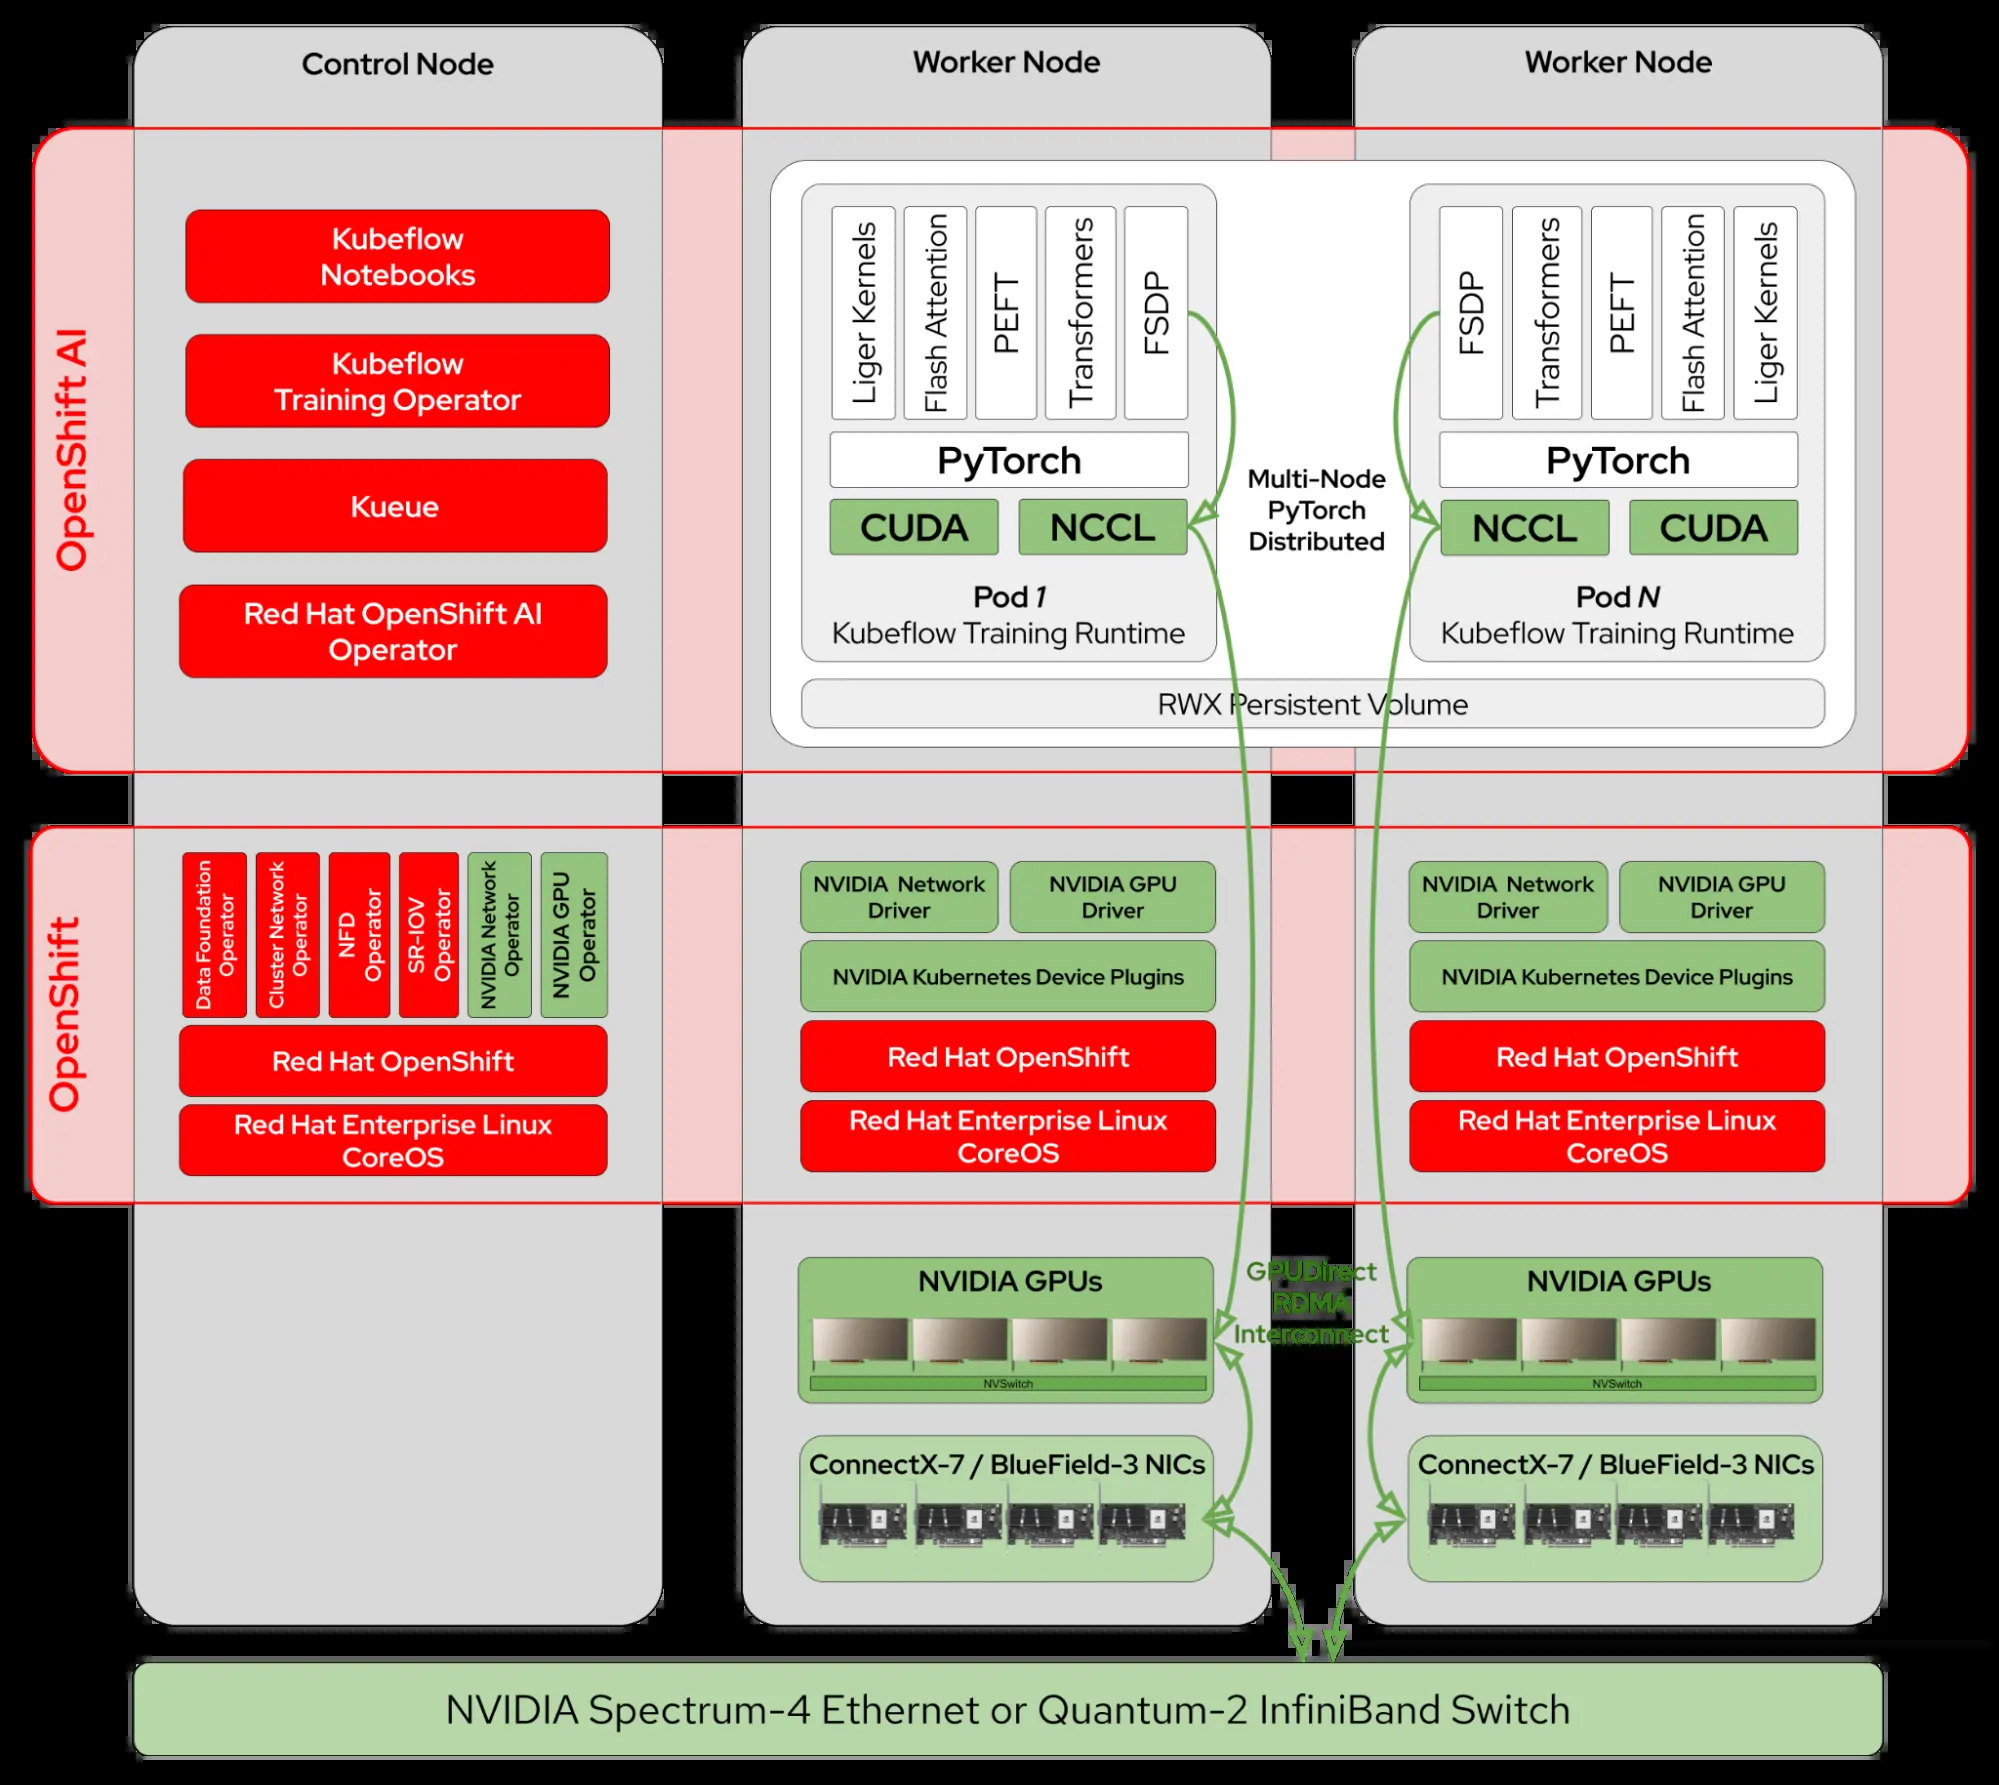 Control Node
Worker Node
Worker Node
OpenShift AI
Kubeflow
Notebooks
Kubeflow
Training Operator
Kueue
Red Hat OpenShift AI
Operator
Liger Kernels
Flash Attention
PEFT
Transformers
FSDP
PyTorch
CUDA
NCCL
Pod 1
Kubeflow Training Runtime
Multi-Node
PyTorch
Distributed
FSDP
Transformers
PEFT
Flash Attention
Liger Kernels
PyTorch
NCCL
CUDA
Pod N
Kubeflow Training Runtime
RWX Persistent Volume
OpenShift
Data Foundation
Operator
Cluster Network
Operator
NFD
Operator
SR-IOV
Operator
NVIDIA Network
Operator
NVIDIA GPU
Operator
Red Hat OpenShift
Red Hat Enterprise Linux
CoreOS
NVIDIA Network
Driver
NVIDIA GPU
Driver
NVIDIA Kubernetes Device Plugins
Red Hat OpenShift
Red Hat Enterprise Linux
CoreOS
NVIDIA Network
Driver
NVIDIA GPU
Driver
NVIDIA Kubernetes Device Plugins
Red Hat OpenShift
Red Hat Enterprise Linux
CoreOS
NVIDIA GPUs
NVSwitch
GPUDirect
RDMA
Interconnect
NVIDIA GPUs
NVSwitch
ConnectX-7 / BlueField-3 NICs
ConnectX-7 / BlueField-3 NICs
NVIDIA Spectrum-4 Ethernet or Quantum-2 InfiniBand Switch